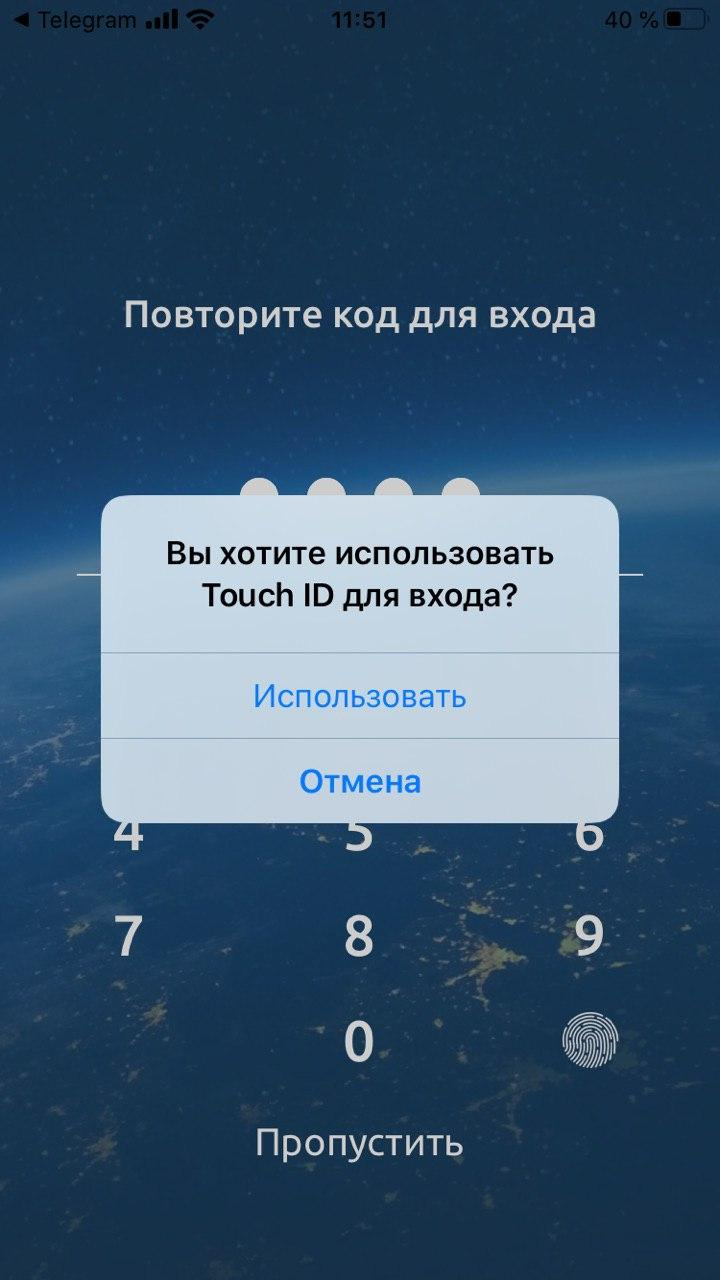 Telegram
11:51
40 %
Повторите код для входа
Вы хотите использовать
Touch ID для входа?
Использовать
Отмена
4 5 6
7 8 9
0
Пропустить